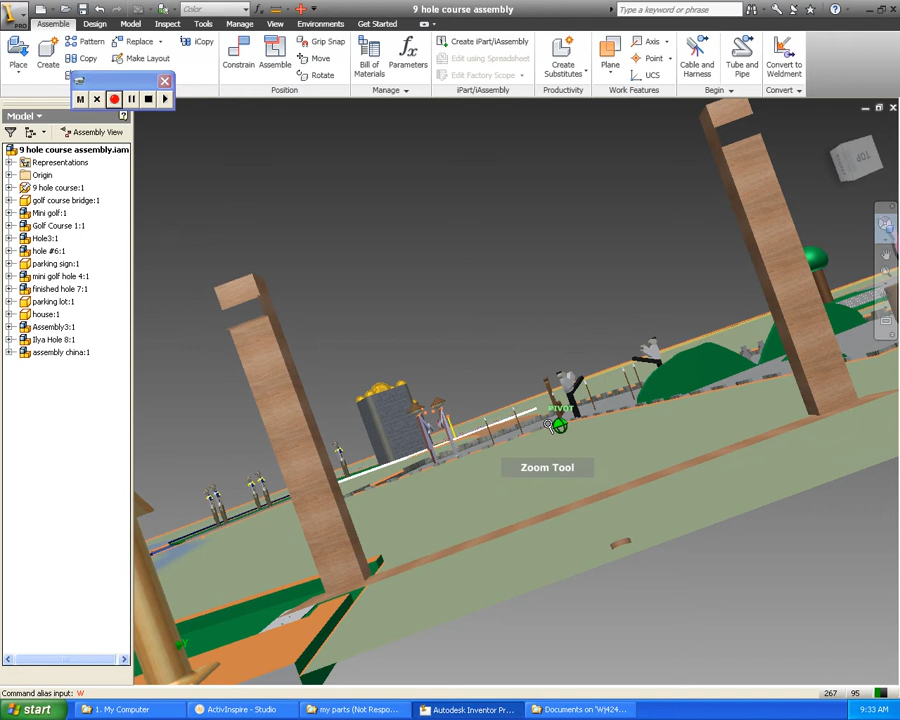 Color
9 hole course assembly
Type a keyword or phrase
PRO
Assemble Design Model Inspect Tools Manage View Environments Get Started
Place
Create
Pattern
Copy
Replace
Make Layout
iCopy
Constrain
Assemble
Grip Snap
Move
Rotate
Position
Bill of Materials
Parameters
Manage
Create iPart/iAssembly
Edit using Spreadsheet
Edit Factory Scope
iPart/iAssembly
Create Substitutes
Productivity
Plane
Axis
Point
UCS
Work Features
Cable and Harness
Tube and Pipe
Begin
Convert to Weldment
Convert
M
Model
Assembly View
9 hole course assembly.iam
Representations
Origin
9 hole course:1
golf course bridge:1
Mini golf:1
Golf Course 1:1
Hole3:1
hole #6:1
parking sign:1
mini golf hole 4:1
finished hole 7:1
parking lot:1
house:1
Assembly3:1
Ilya Hole 8:1
assembly china:1
TOP
PIVOT
Zoom Tool
Y
Command alias input: W
267 95
start
1. My Computer
ActivInspire - Studio
my parts (Not Respo...
Autodesk Inventor Pr...
Documents on 'Wj424...
9:33 AM